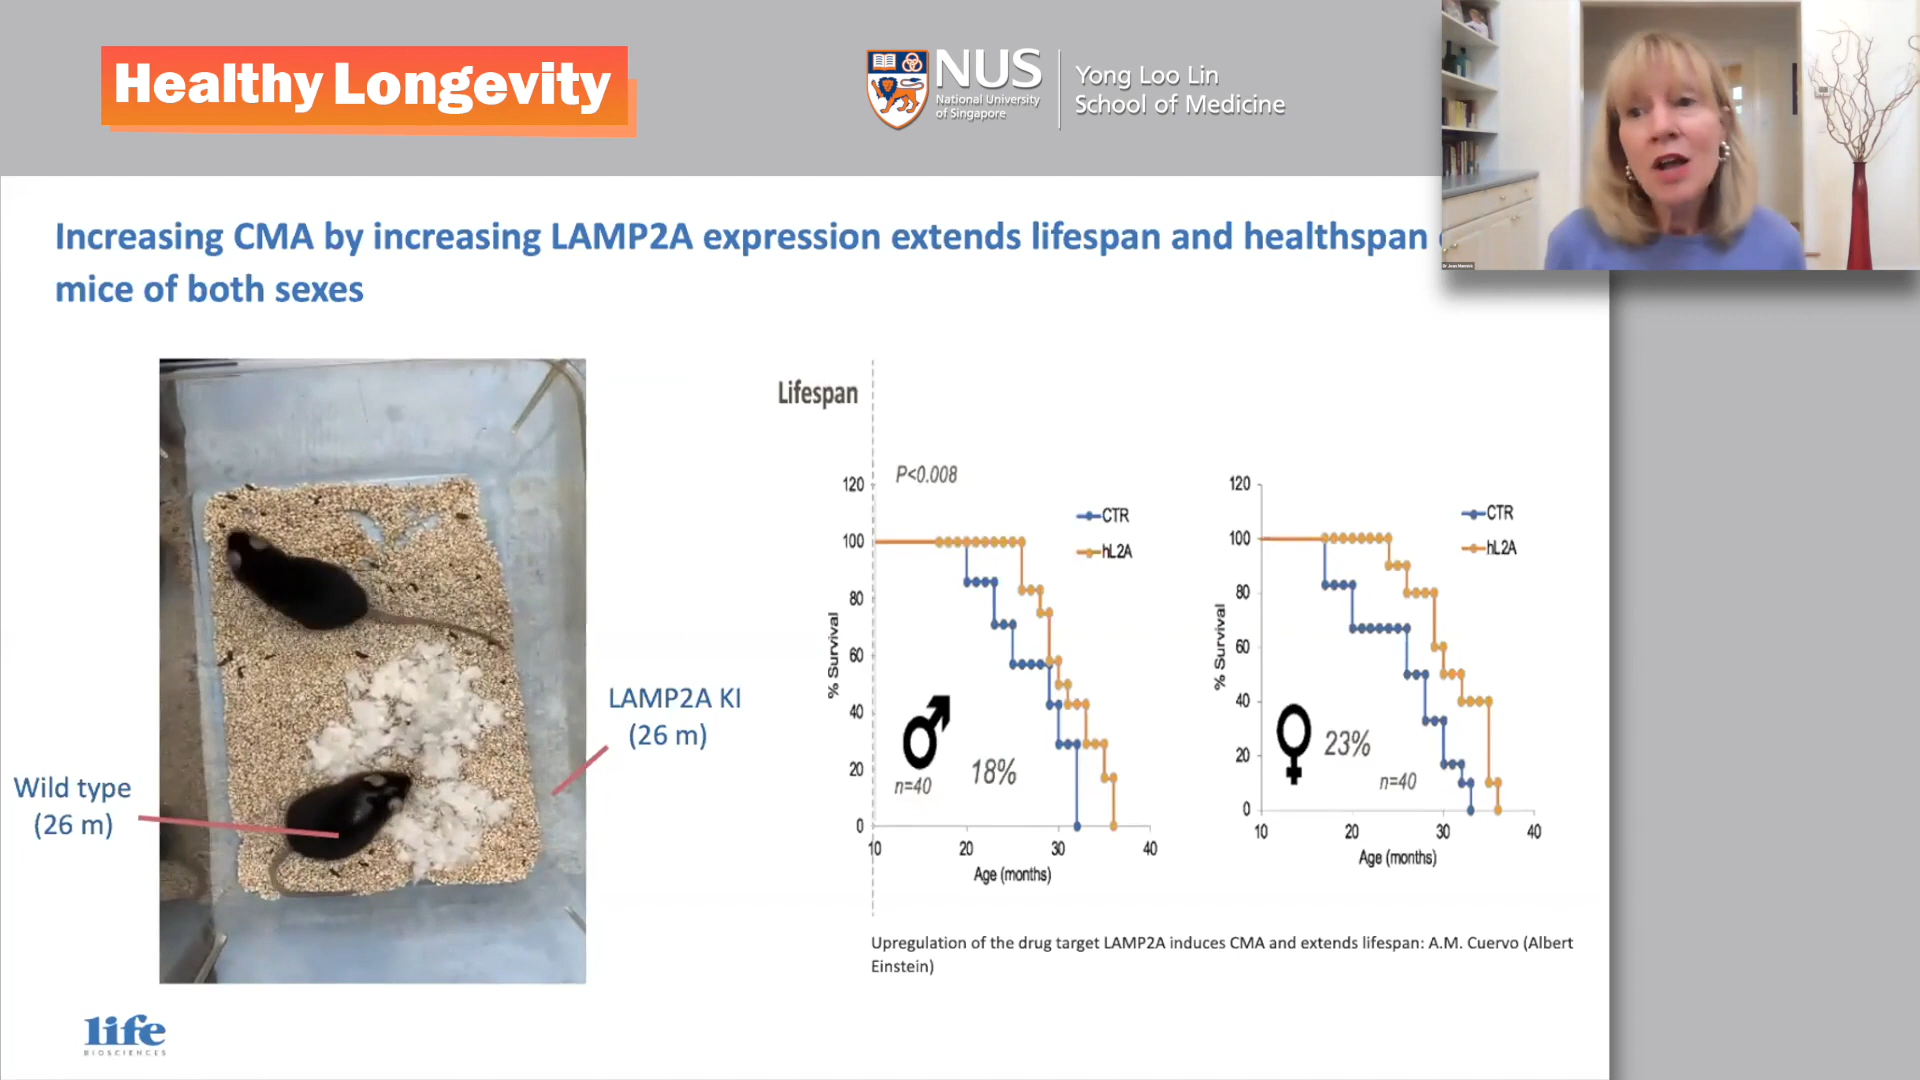 Healthy Longevity
NUS
National University
of Singapore
Yong Loo Lin
School of Medicine
Increasing CMA by increasing LAMP2A expression extends lifespan and healthspan
mice of both sexes
Lifespan
P<0.008
CTR
hL2A
120
100
80
60
40
20
0
% Survival
n=40
18%
10
20
30
40
Age (months)
CTR
hL2A
120
100
80
60
40
20
0
% Survival
23%
n=40
10
20
30
40
Age (months)
LAMP2A KI
(26 m)
Wild type
(26 m)
Upregulation of the drug target LAMP2A induces CMA and extends lifespan: A.M. Cuervo (Albert
Einstein)
life
BIOSCIENCES